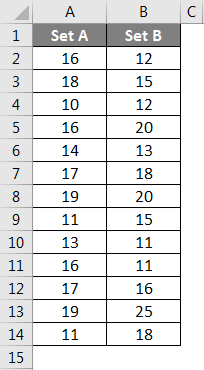 A B C
1 Set A Set B
2 16 12
3 18 15
4 10 12
5 16 20
6 14 13
7 17 18
8 19 20
9 11 15
10 13 11
11 16 11
12 17 16
13 19 25
14 11 18
15